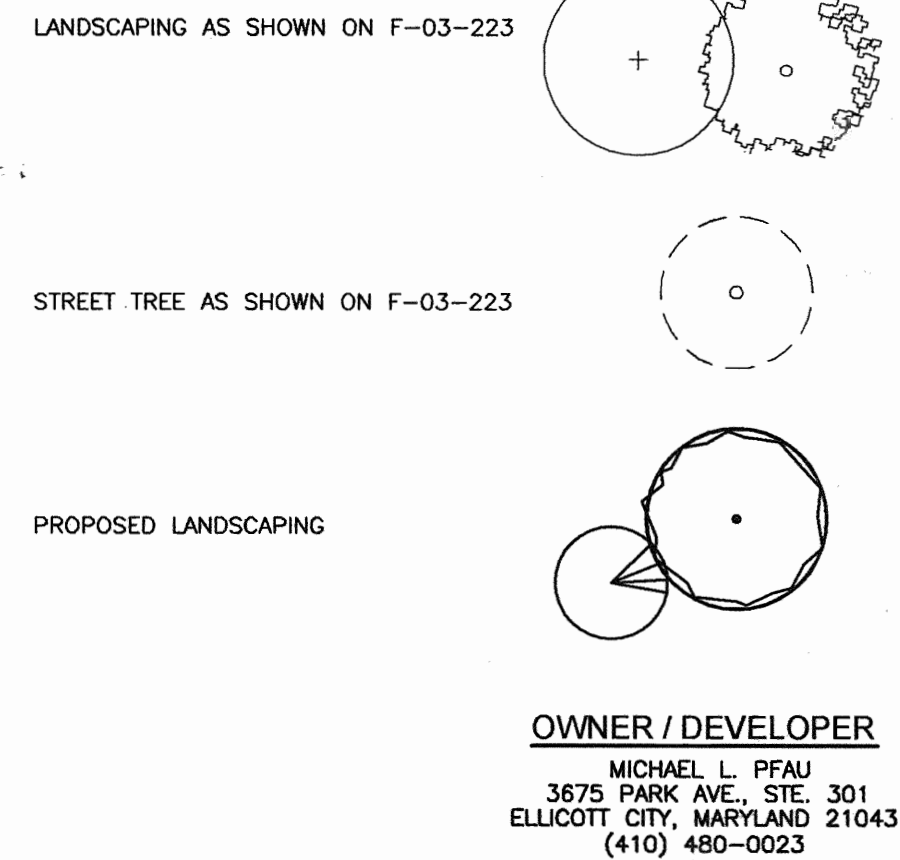 LANDSCAPING AS SHOWN ON F-03-223
STREET TREE AS SHOWN ON F-03-223
PROPOSED LANDSCAPING
OWNER / DEVELOPER
MICHAEL L. PFAU
3675 PARK AVE., STE. 301
ELLICOTT CITY, MARYLAND 21043
(410) 480-0023